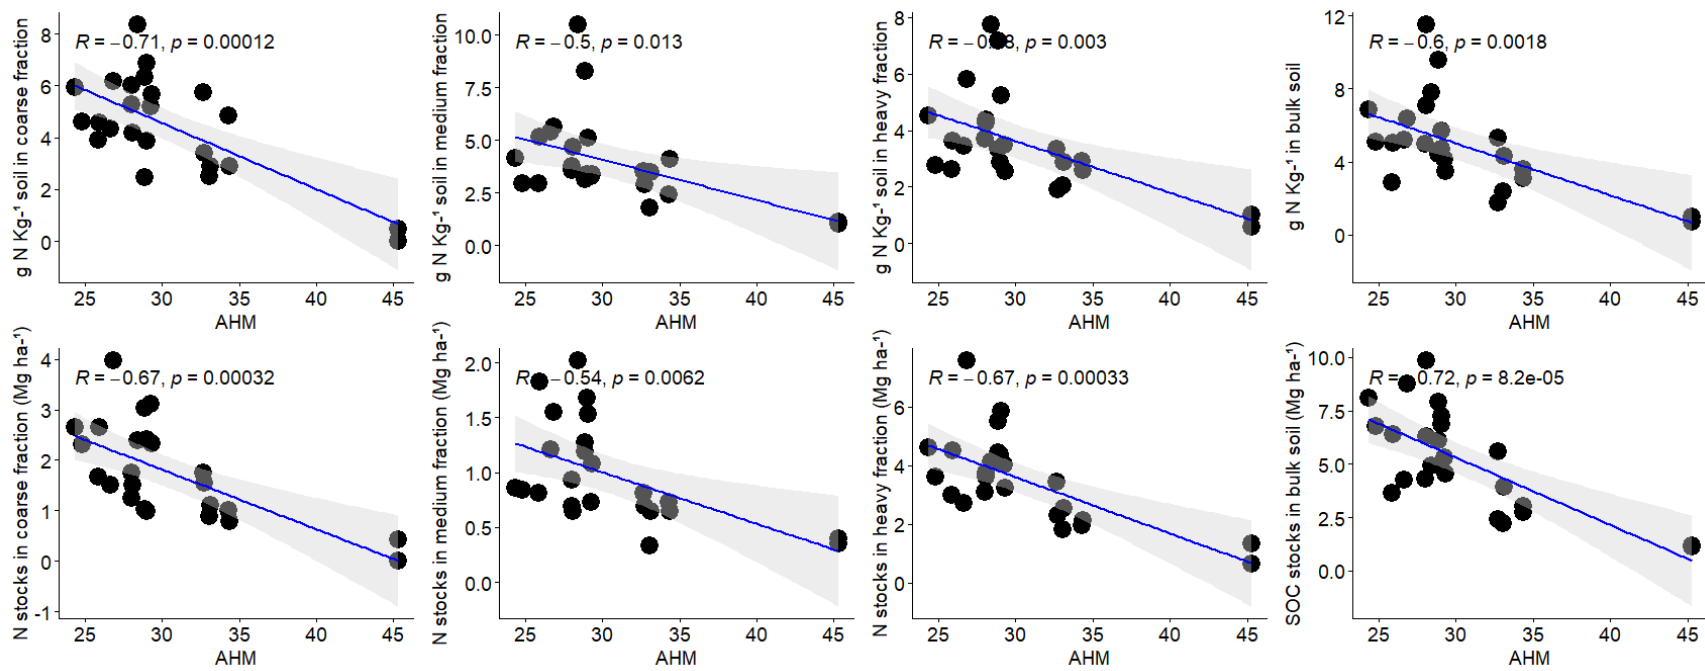 g N Kg⁻¹ soil in coarse fraction
8
6
4
2
0
R = −0.71, p = 0.00012
25 30 35 40 45
AHM
g N Kg⁻¹ soil in medium fraction
10.0
7.5
5.0
2.5
0.0
R = −0.5, p = 0.013
25 30 35 40 45
AHM
g N Kg⁻¹ soil in heavy fraction
8
6
4
2
0
R = p = 0.003
25 30 35 40 45
AHM
g N Kg⁻¹ in bulk soil
12
8
4
0
R = −0.6, p = 0.0018
25 30 35 40 45
AHM
N stocks in coarse fraction (Mg ha⁻¹)
4
3
2
1
0
-1
R = −0.67, p = 0.00032
25 30 35 40 45
AHM
N stocks in medium fraction (Mg ha⁻¹)
2.0
1.5
1.0
0.5
0.0
R −0.54, p = 0.0062
25 30 35 40 45
AHM
N stocks in heavy fraction (Mg ha⁻¹)
6
4
2
0
R = −0.67, p = 0.00033
25 30 35 40 45
AHM
SOC stocks in bulk soil (Mg ha⁻¹)
10.0
7.5
5.0
2.5
0.0
R = 0.72, p = 8.2e-05
25 30 35 40 45
AHM